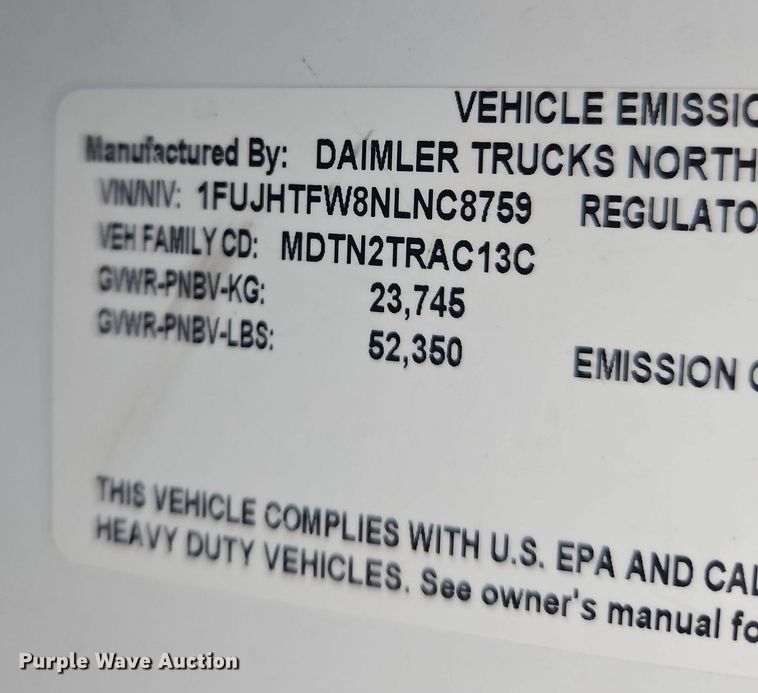 VEHICLE EMISSIO
Manufactured By: DAIMLER TRUCKS NORTH
VIN/NIV: 1FUJHTFW8NLNC8759 REGULATO
VEH FAMILY CD: MDTN2TRAC13C
GVWR-PNBV-KG: 23,745
GVWR-PNBV-LBS: 52,350
EMISSION C
THIS VEHICLE COMPLIES WITH U.S. EPA AND CAL
HEAVY DUTY VEHICLES. See owner's manual fo
Purple Wave Auction